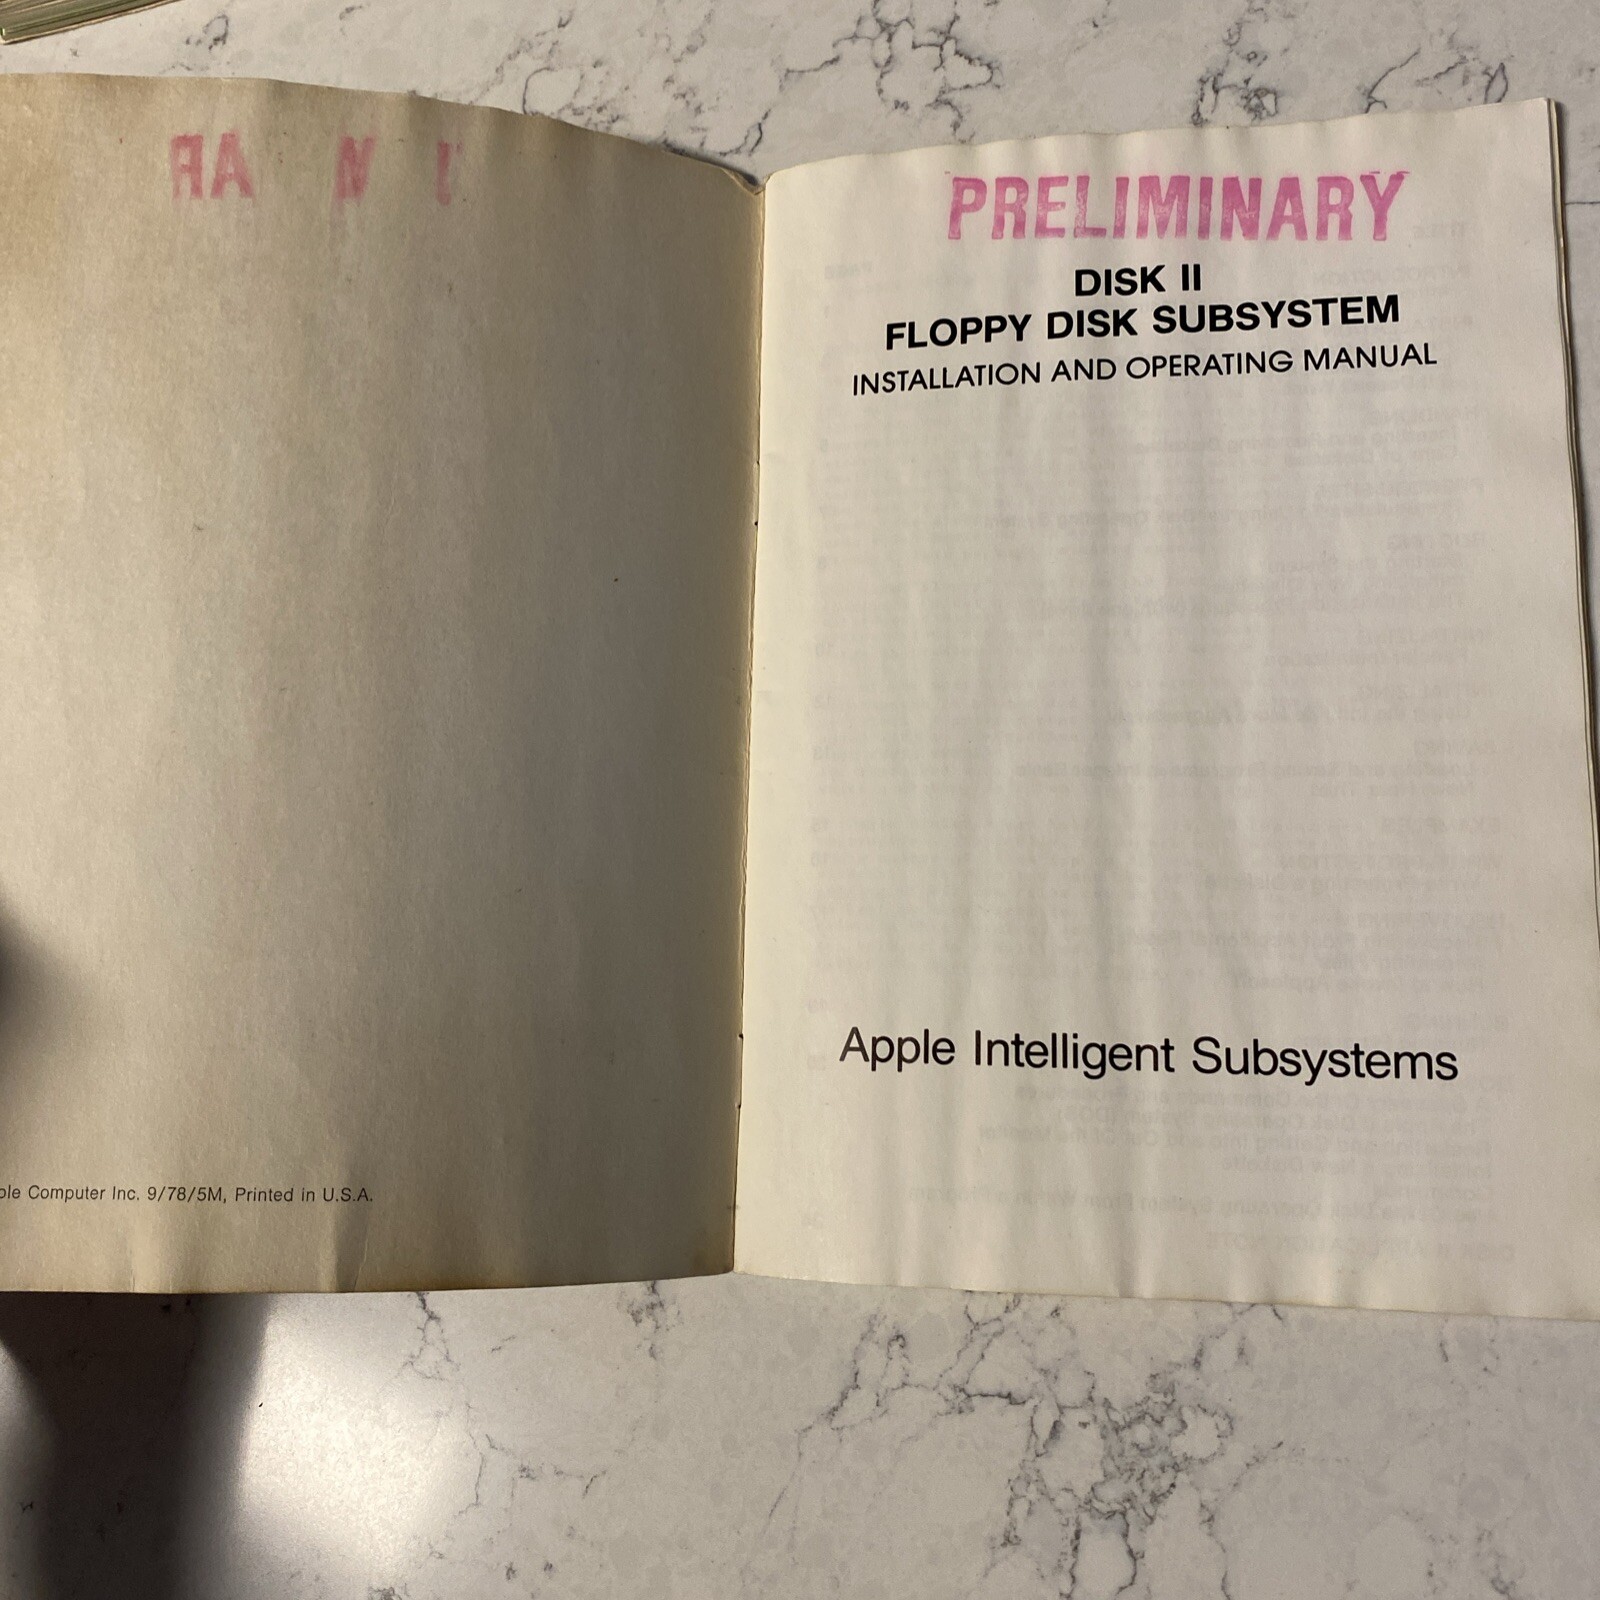 Computer Inc. 9/78/5M, Printed in U.S.A.
PRELIMINARY
DISK II
FLOPPY DISK SUBSYSTEM
INSTALLATION AND OPERATING MANUAL
Apple Intelligent Subsystems